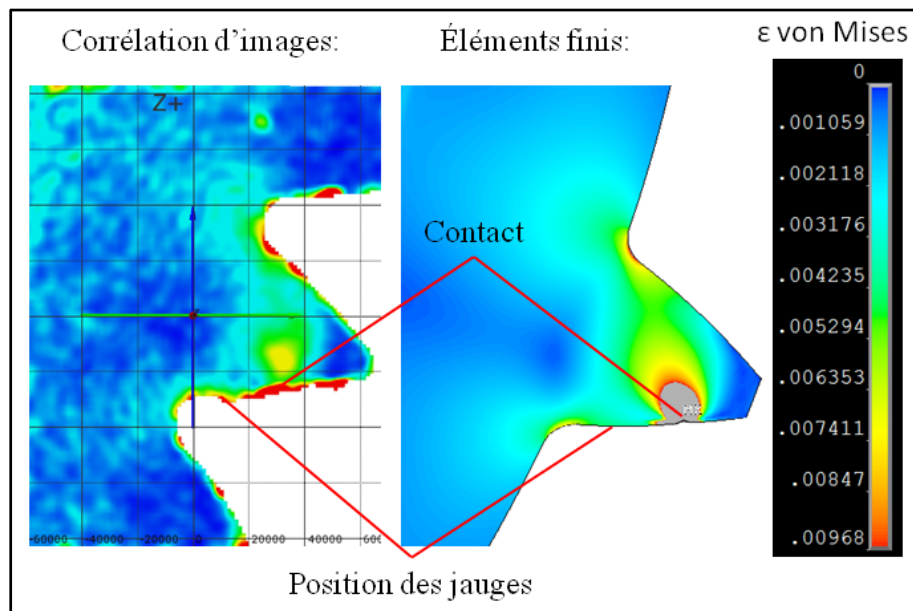 Corrélation d'images:
Éléments finis:
ε von Mises
Z+
0
.001059
.002118
.003176
.004235
.005294
.006353
.007411
.00847
.00968
Contact
-60000 -40000 -20000 0 20000 40000
Position des jauges